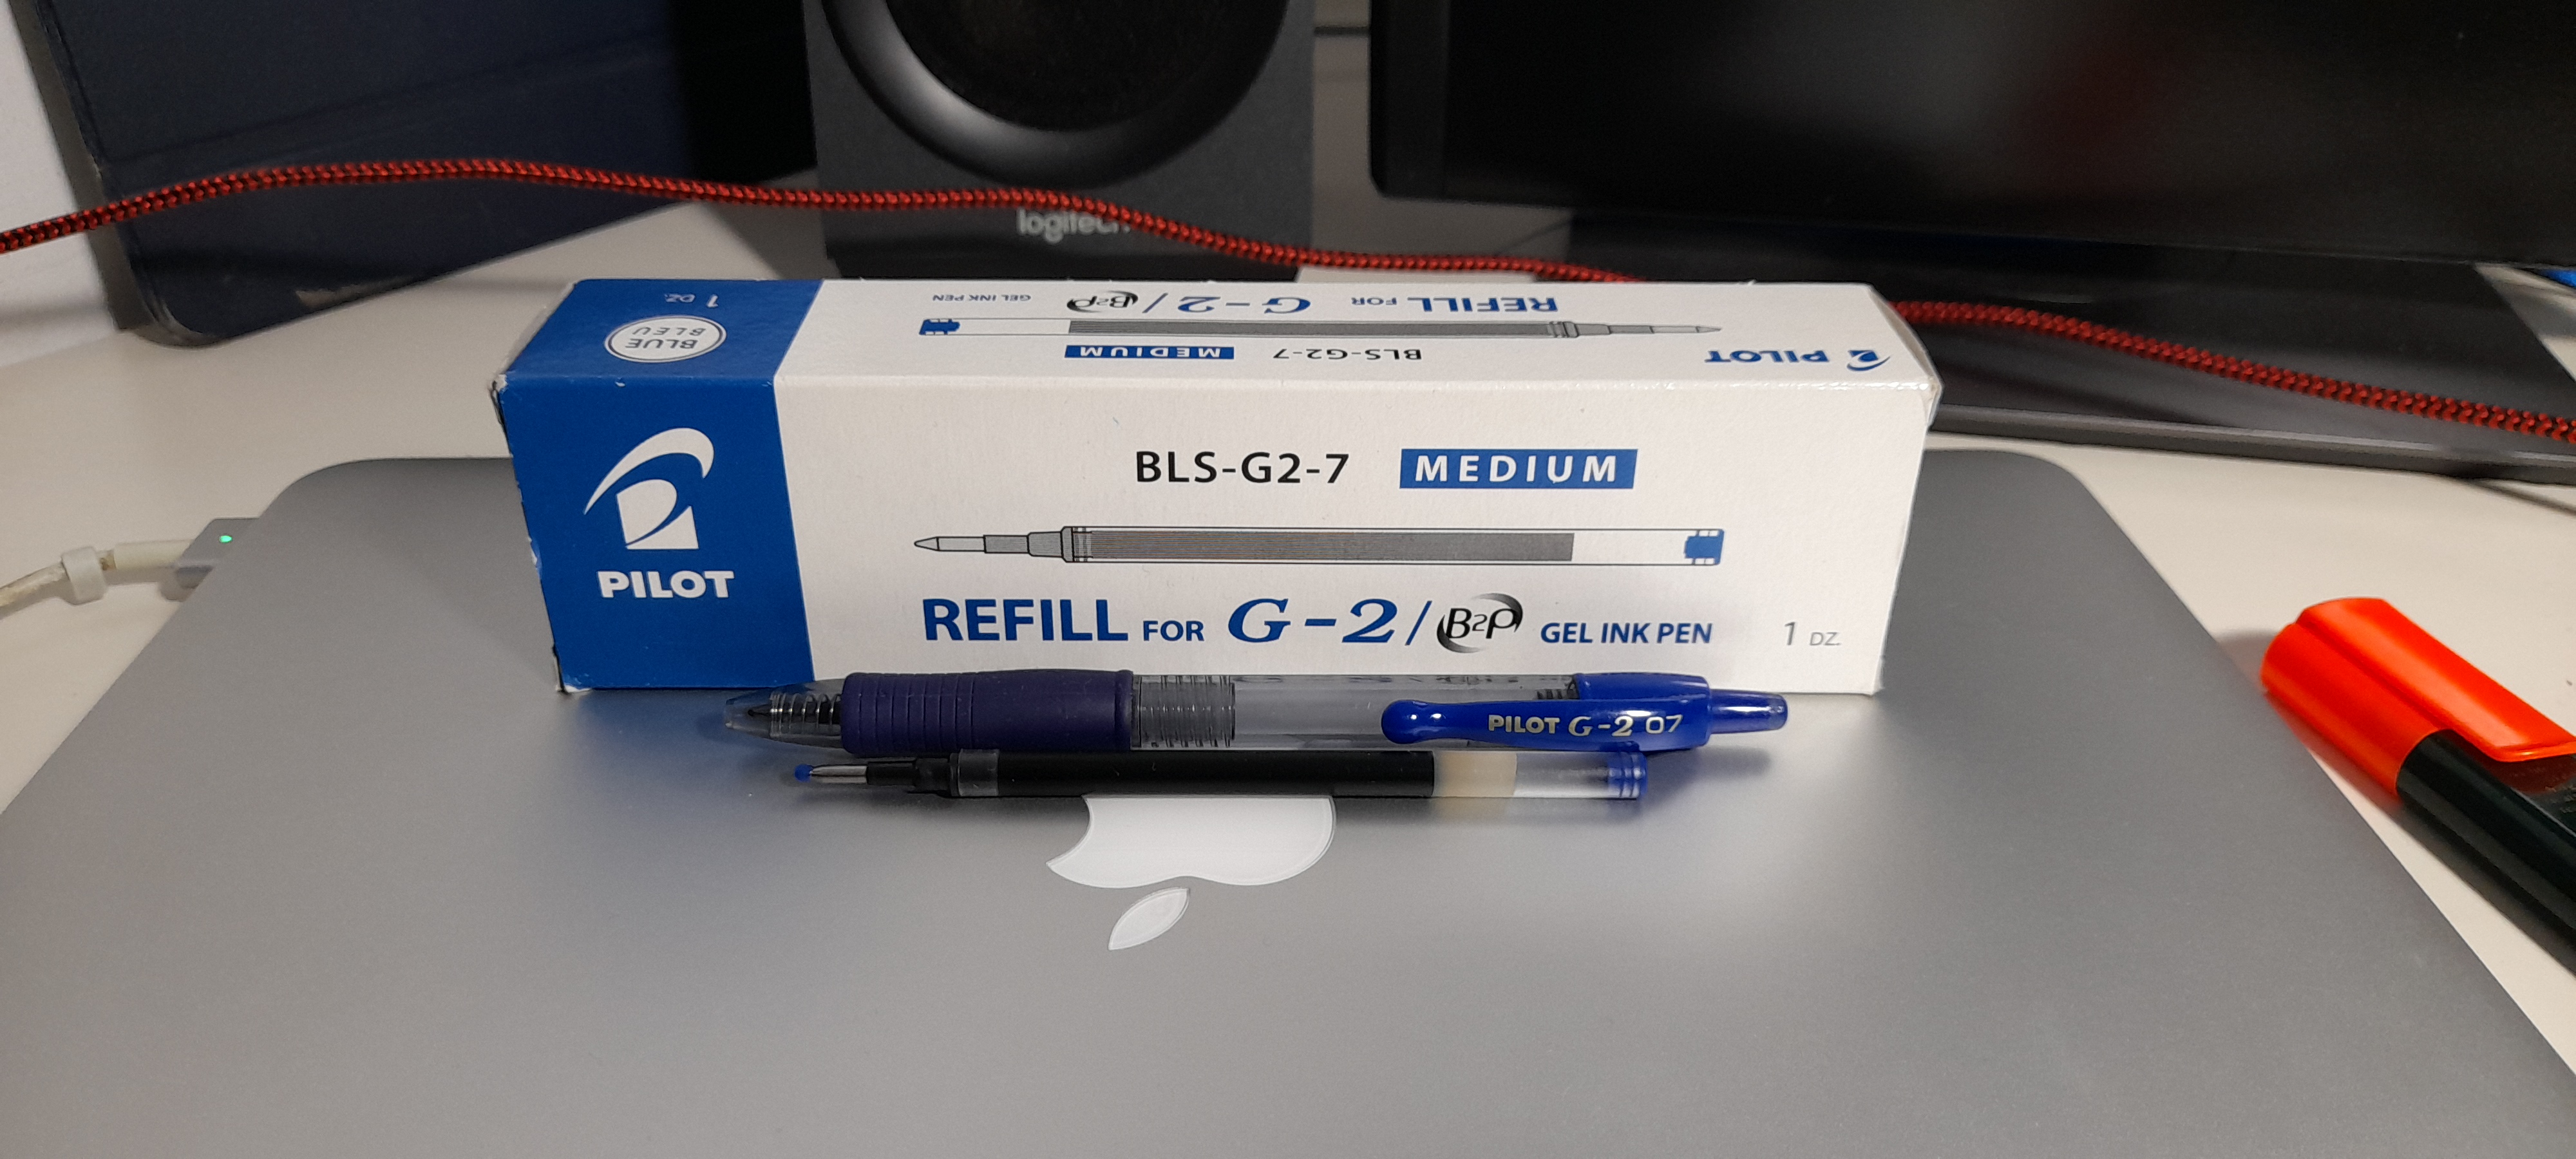 logitech
1 DZ.
BLUE
BLEU
REFILL FOR G-2/B2P GEL INK PEN
BLS-G2-7 MEDIUM
PILOT
BLS-G2-7 MEDIUM
PILOT
REFILL FOR G-2/B2P GEL INK PEN 1 DZ.
PILOT G-2 07